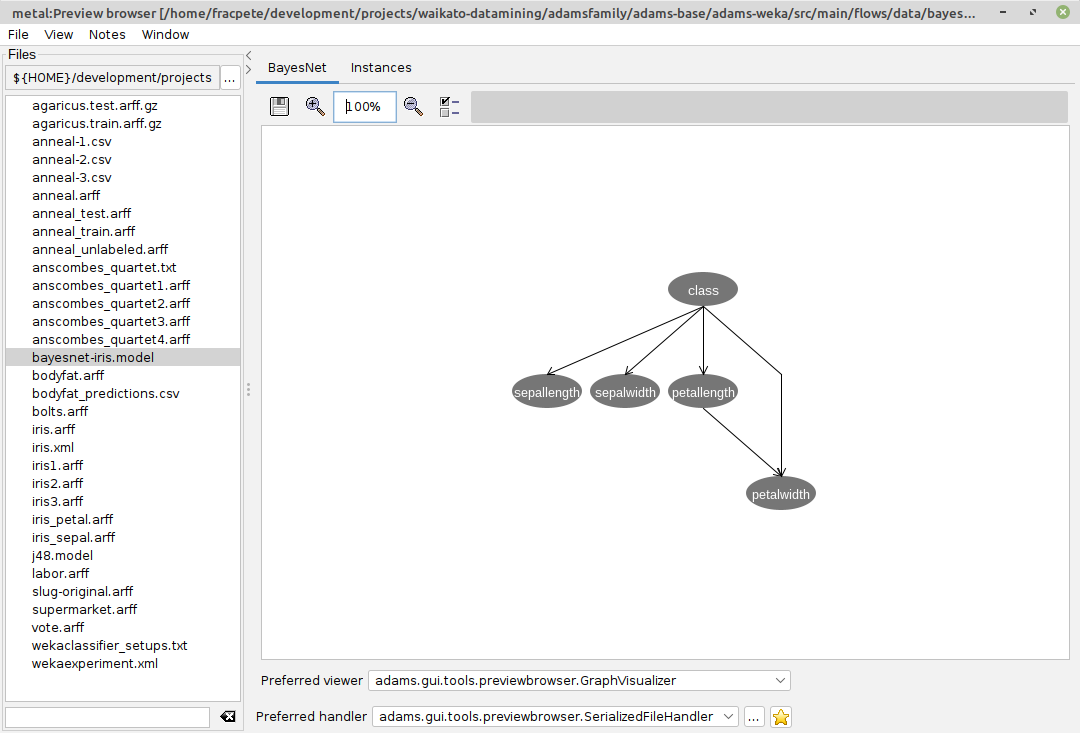 metal:Preview browser [/home/fracpete/development/projects/waikato-datamining/adamsfamily/adams-base/adams-weka/src/main/flows/data/bayes...
File View Notes Window
Files
${HOME}/development/projects ...
agaricus.test.arff.gz
agaricus.train.arff.gz
anneal-1.csv
anneal-2.csv
anneal-3.csv
anneal.arff
anneal_test.arff
anneal_train.arff
anneal_unlabeled.arff
anscombes_quartet.txt
anscombes_quartet1.arff
anscombes_quartet2.arff
anscombes_quartet3.arff
anscombes_quartet4.arff
bayesnet-iris.model
bodyfat.arff
bodyfat_predictions.csv
bolts.arff
iris.arff
iris.xml
iris1.arff
iris2.arff
iris3.arff
iris_petal.arff
iris_sepal.arff
j48.model
labor.arff
slug-original.arff
supermarket.arff
vote.arff
wekaclassifier_setups.txt
wekaexperiment.xml
BayesNet Instances
100%
class
sepallength sepalwidth petallength
petalwidth
Preferred viewer adams.gui.tools.previewbrowser.GraphVisualizer
Preferred handler adams.gui.tools.previewbrowser.SerializedFileHandler ...